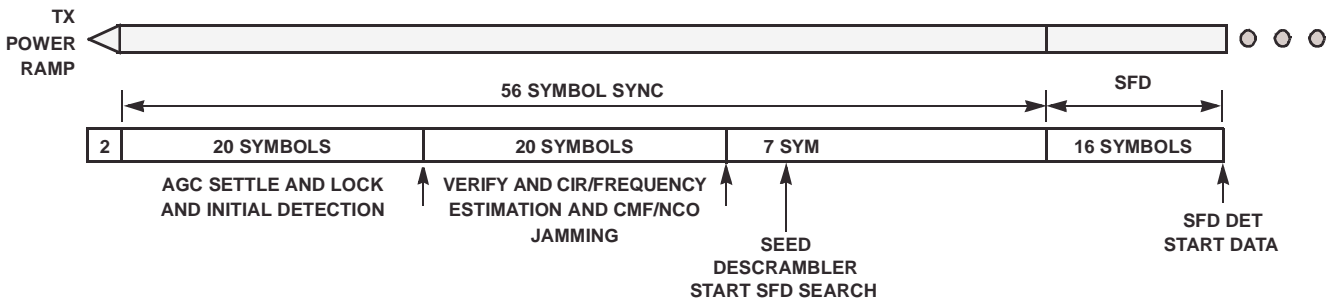 TX
POWER
RAMP
56 SYMBOL SYNC
SFD
2
20 SYMBOLS
20 SYMBOLS
7 SYM
16 SYMBOLS
AGC SETTLE AND LOCK
AND INITIAL DETECTION
VERIFY AND CIR/FREQUENCY
ESTIMATION AND CMF/NCO
JAMMING
SEED
DESCRAMBLER
START SFD SEARCH
SFD DET
START DATA